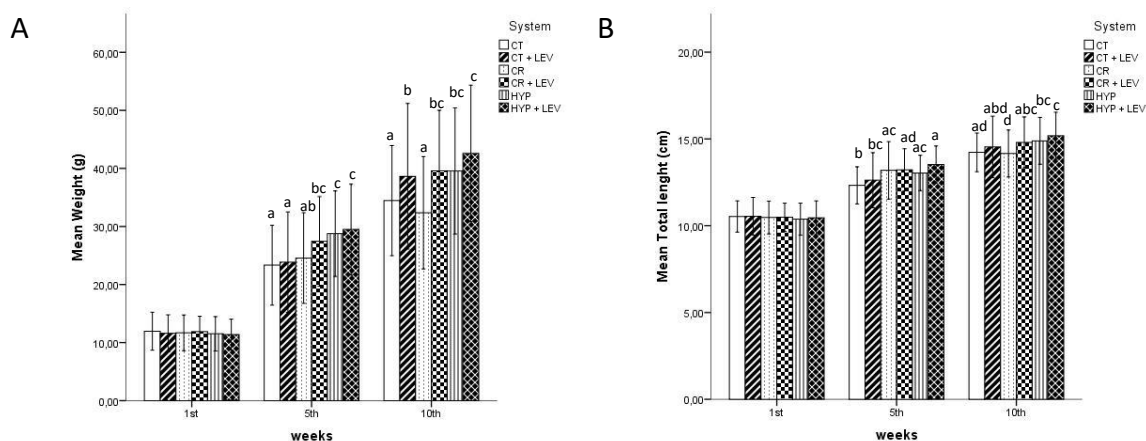 A
System
CT
CT + LEV
CR
CR + LEV
HYP
HYP + LEV
Mean Weight (g)
60,00
50,00
40,00
30,00
20,00
10,00
0,00
a a ab bc c c
a b a bc bc c
1st 5th 10th
weeks
B
System
CT
CT + LEV
CR
CR + LEV
HYP
HYP + LEV
Mean Total lenght (cm)
20,00
15,00
10,00
5,00
0,00
b bc ac ad ac a
ad abd d abc bc c
1st 5th 10th
weeks